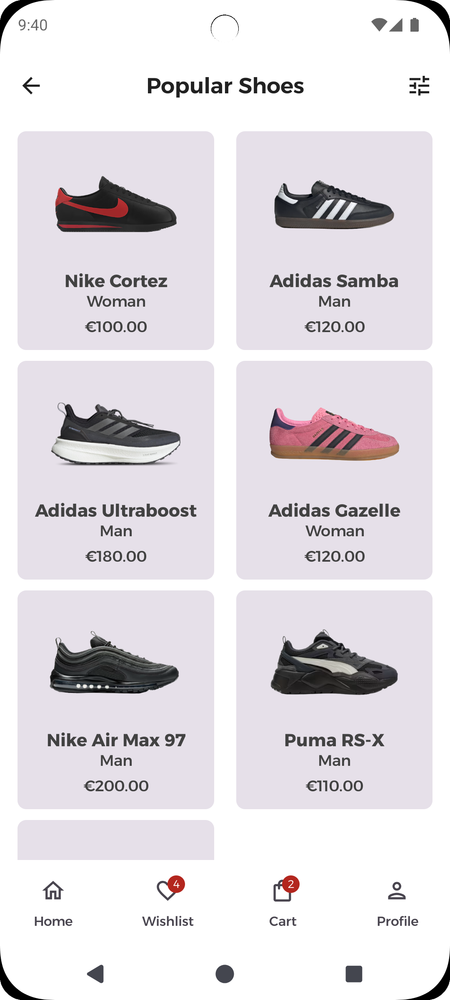 9:40
Popular Shoes
Nike Cortez
Woman
€100.00
Adidas Samba
Man
€120.00
Adidas Ultraboost
Man
€180.00
Adidas Gazelle
Woman
€120.00
Nike Air Max 97
Man
€200.00
Puma RS-X
Man
€110.00
4
2
Home
Wishlist
Cart
Profile